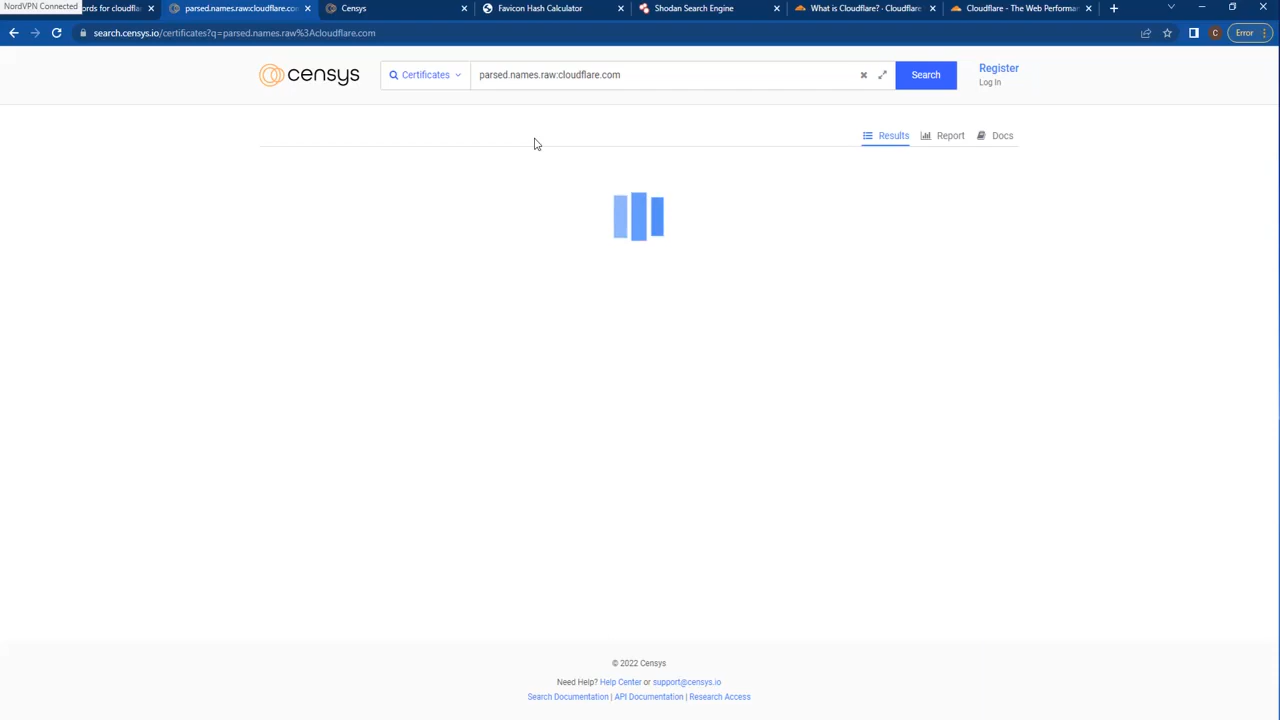 NordVPN Connected
rds for cloudflar
parsed.names.raw:cloudflare.co
Censys
Favicon Hash Calculator
Shodan Search Engine
What is Cloudflare? - Cloudflare
Cloudflare - The Web Performa
search.censys.io/certificates?q=parsed.names.raw%3Acloudflare.com
C
Error
censys
Certificates
parsed.names.raw:cloudflare.com
Search
Register
Log In
Results
Report
Docs
© 2022 Censys
Need Help? Help Center or support@censys.io
Search Documentation | API Documentation | Research Access